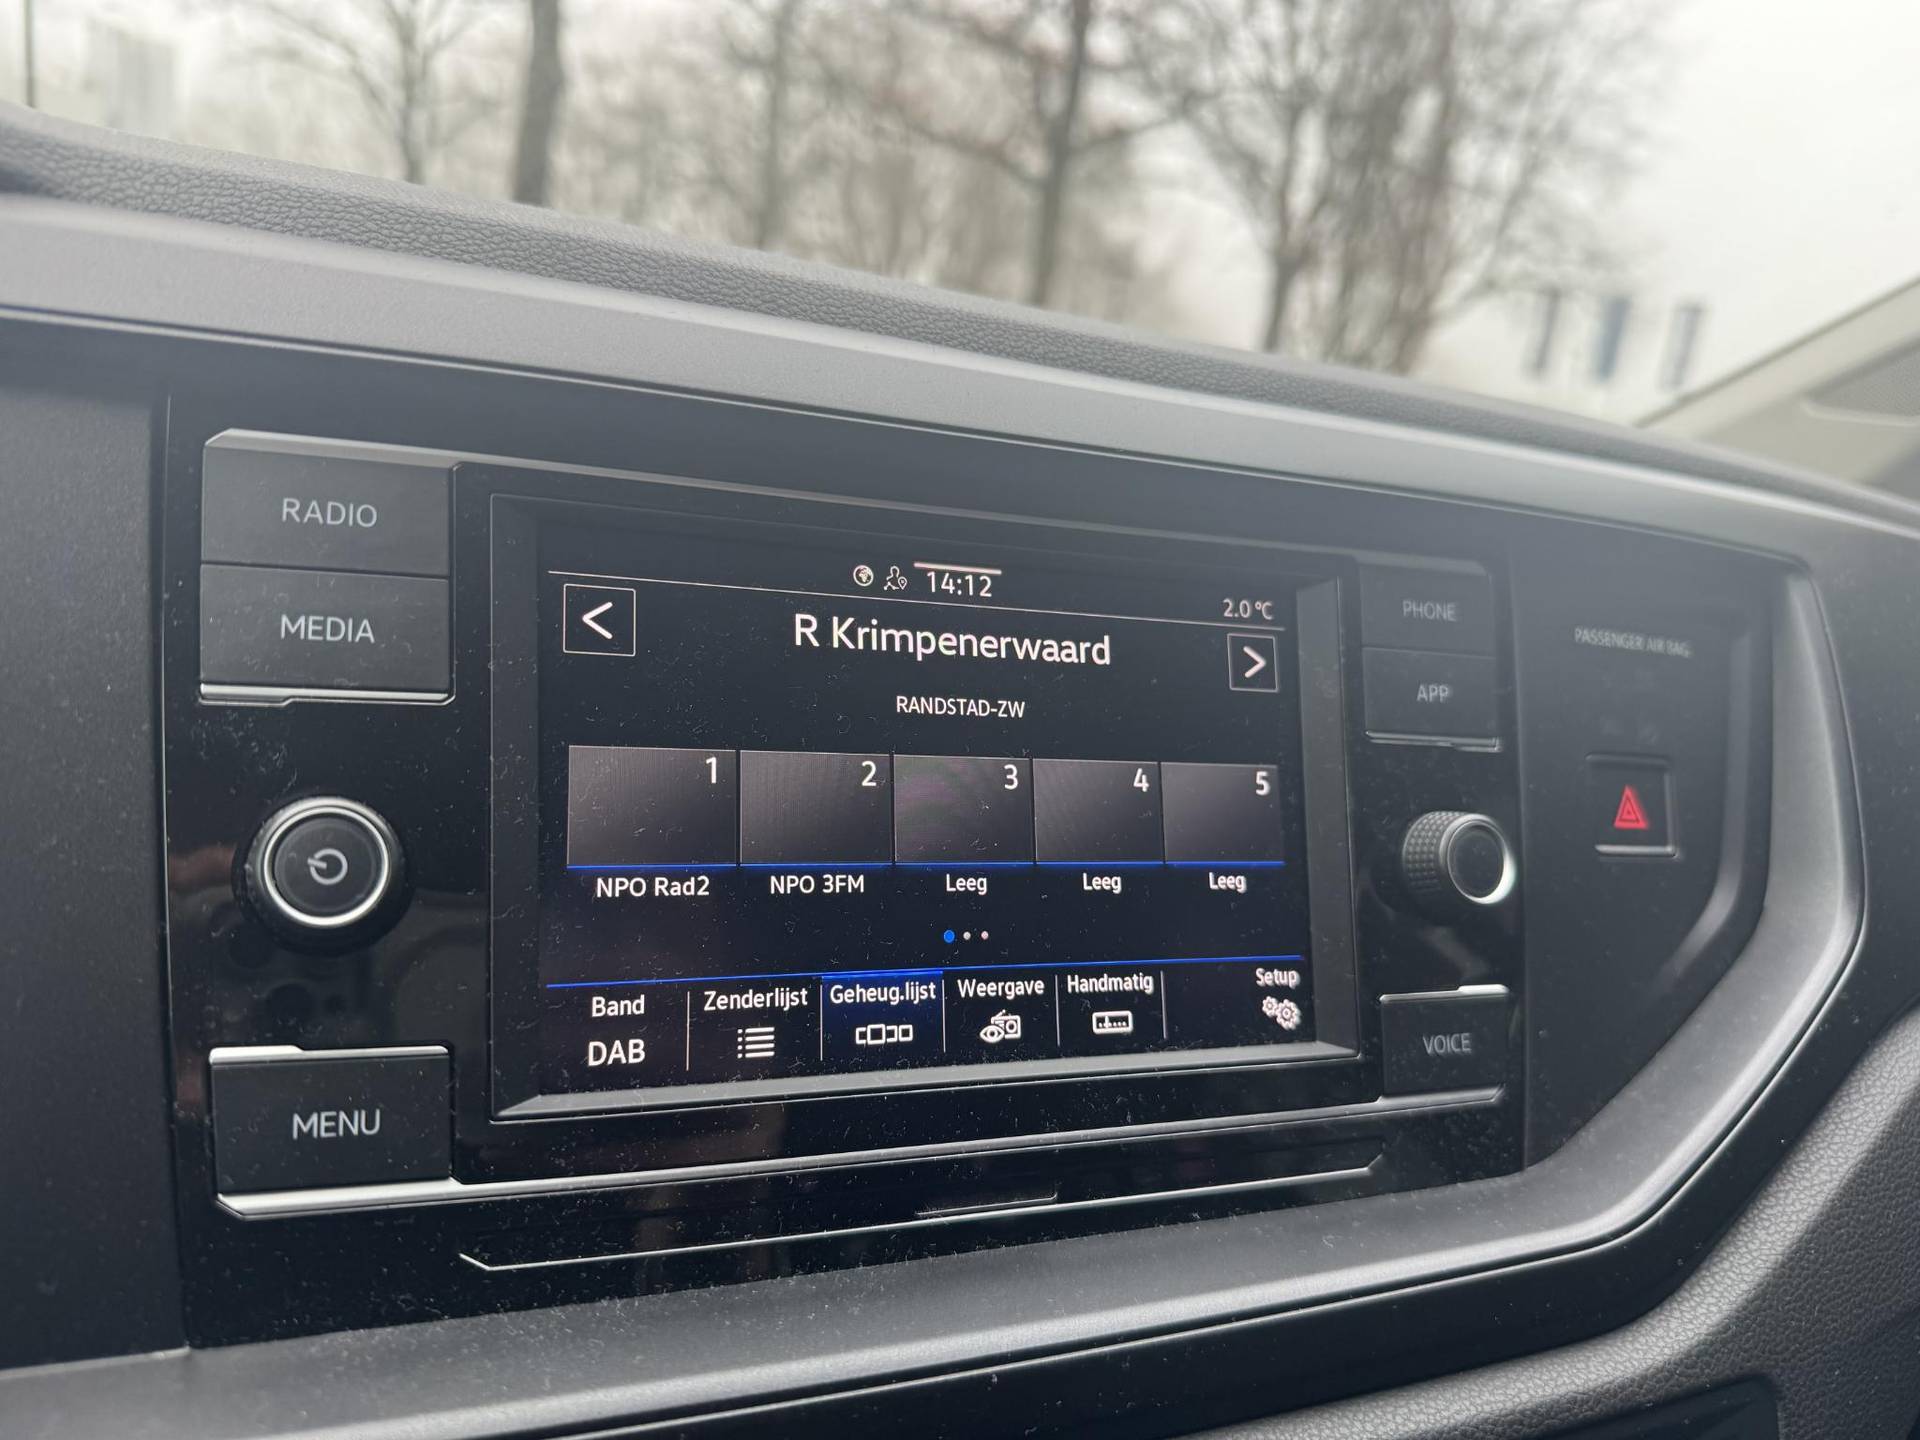 RADIO
MEDIA
MENU
14:12
2.0 °C
<
R Krimpenerwaard
>
RANDSTAD-ZW
1 2 3 4 5
NPO Rad2 NPO 3FM Leeg Leeg Leeg
Band Zenderlijst Geheug.lijst Weergave Handmatig Setup
DAB
PHONE
APP
VOICE
PASSENGER AIR BAG